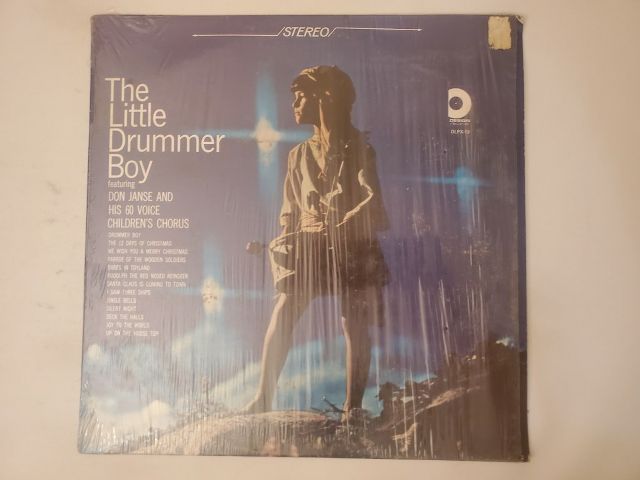 STEREO
The
Little
Drummer
Boy
featuring
DON JANSE AND
HIS 60 VOICE
CHILDREN'S CHORUS
DRUMMER BOY
THE 12 DAYS OF CHRISTMAS
WE WISH YOU A MERRY CHRISTMAS
PARADE OF THE WOODEN SOLDIERS
BABES IN TOYLAND
RUDOLPH THE RED NOSED REINDEER
SANTA CLAUS IS COMING TO TOWN
I SAW THREE SHIPS
JINGLE BELLS
SILENT NIGHT
DECK THE HALLS
JOY TO THE WORLD
UP ON THE HOUSE TOP
DESIGN